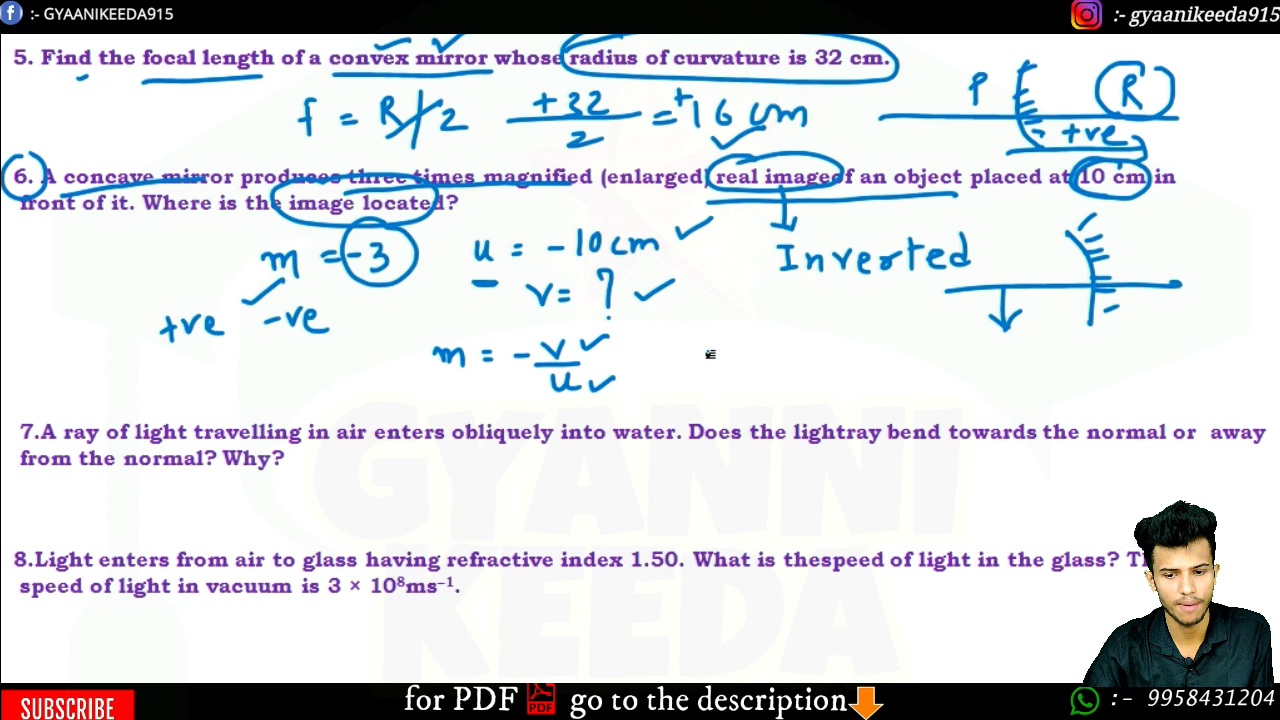 :- GYAANIKEEDA915
:- gyaanikeeda915
5. Find the focal length of a convex mirror whose radius of curvature is 32 cm.
f = R/2 +32/2 = +16 cm
P R
+ve
6. A concave mirror produces three times magnified (enlarged) real image of an object placed at 10 cm in
front of it. Where is the image located?
m = -3 u = -10 cm Inverted
v = ?
+ve -ve
m = - v/u
7.A ray of light travelling in air enters obliquely into water. Does the lightray bend towards the normal or away
from the normal? Why?
GYANNI
KEEDA
8.Light enters from air to glass having refractive index 1.50. What is thespeed of light in the glass?
speed of light in vacuum is 3 × 10⁸ms⁻¹.
SUBSCRIBE
for PDF PDF go to the description
:- 9958431204